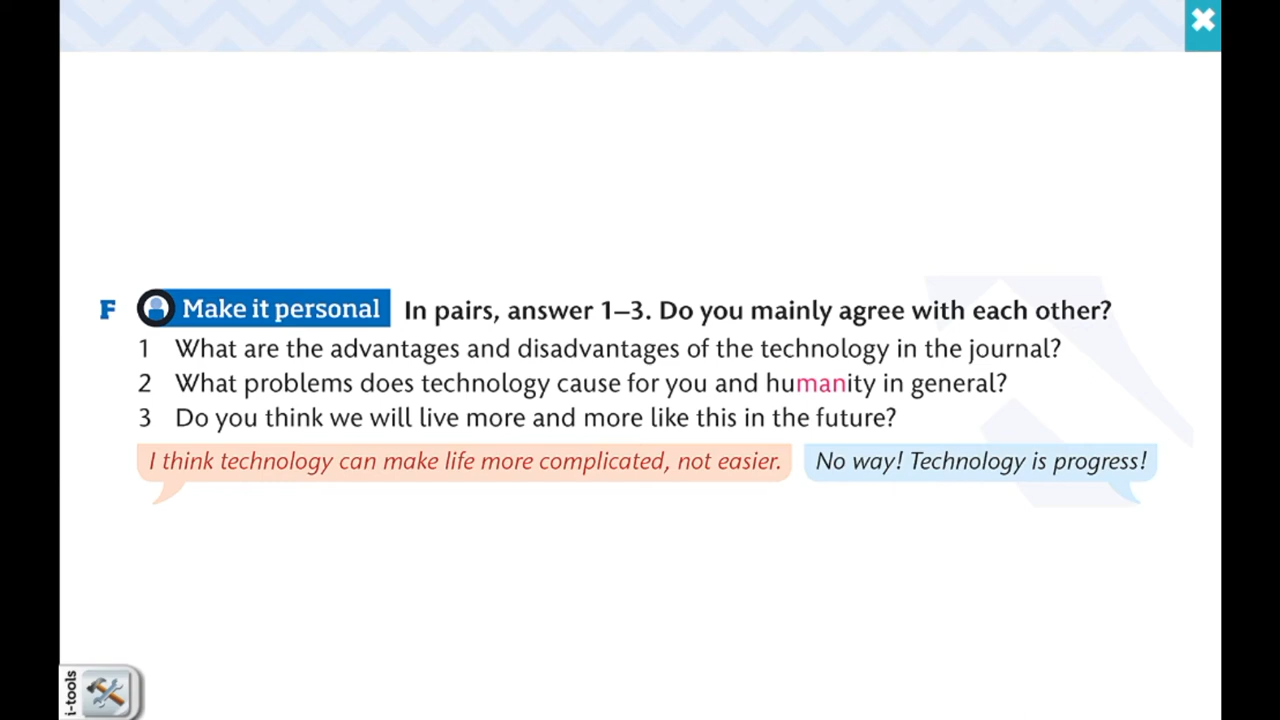 F Make it personal In pairs, answer 1–3. Do you mainly agree with each other?
1 What are the advantages and disadvantages of the technology in the journal?
2 What problems does technology cause for you and humanity in general?
3 Do you think we will live more and more like this in the future?
I think technology can make life more complicated, not easier. No way! Technology is progress!
i-tools